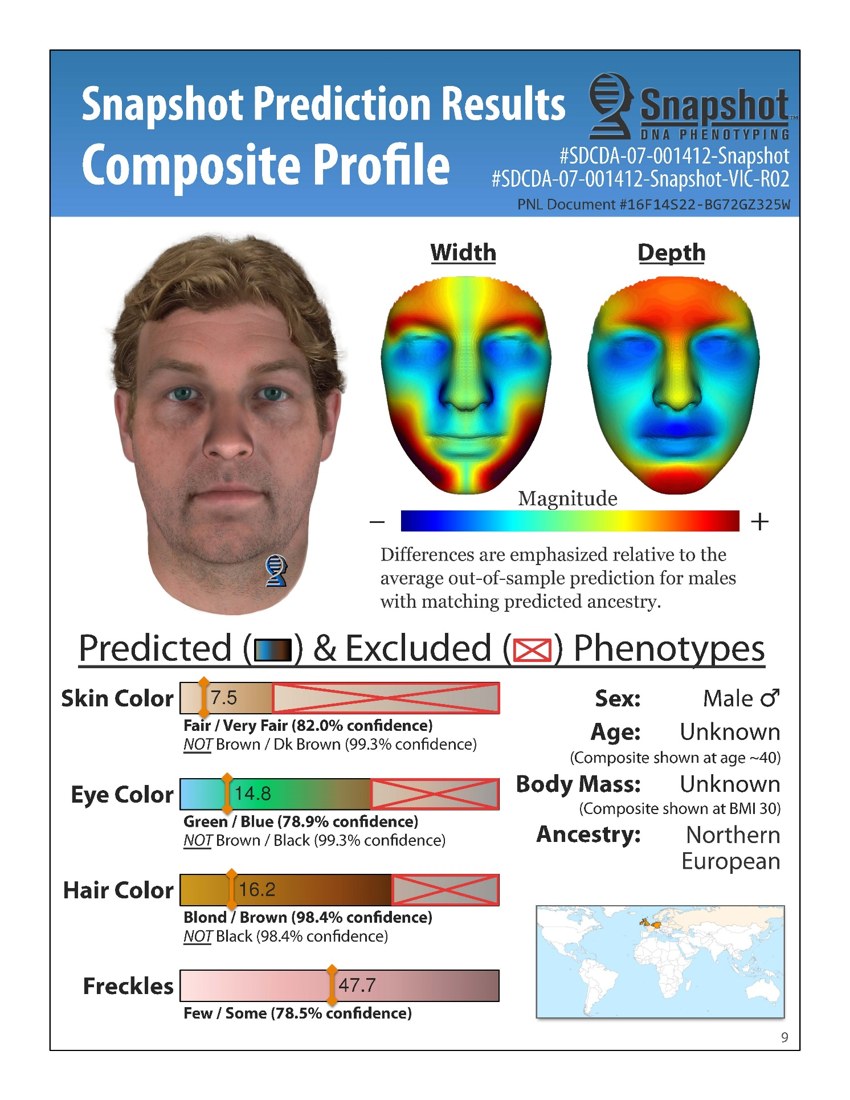 Snapshot Prediction Results
Composite Profile
Snapshot™
DNA PHENOTYPING
#SDCDA-07-001412-Snapshot
#SDCDA-07-001412-Snapshot-VIC-R02
PNL Document #16F14S22-BG72GZ325W
Width
Depth
Magnitude
− +
Differences are emphasized relative to the
average out-of-sample prediction for males
with matching predicted ancestry.
Predicted ( ) & Excluded ( ) Phenotypes
Skin Color 7.5
Fair / Very Fair (82.0% confidence)
NOT Brown / Dk Brown (99.3% confidence)
Eye Color 14.8
Green / Blue (78.9% confidence)
NOT Brown / Black (99.3% confidence)
Hair Color 16.2
Blond / Brown (98.4% confidence)
NOT Black (98.4% confidence)
Freckles 47.7
Few / Some (78.5% confidence)
Sex: Male ♂
Age: Unknown
(Composite shown at age ~40)
Body Mass: Unknown
(Composite shown at BMI 30)
Ancestry: Northern
European
9